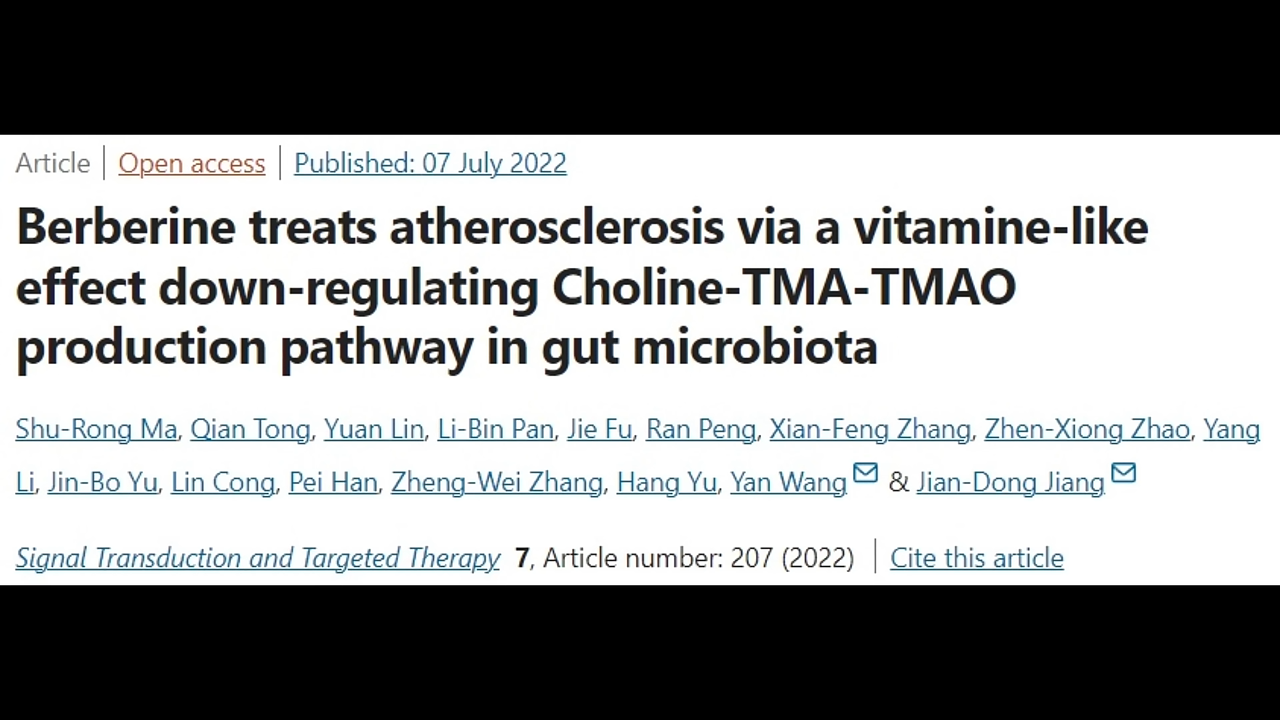 Article | Open access | Published: 07 July 2022
Berberine treats atherosclerosis via a vitamine-like
effect down-regulating Choline-TMA-TMAO
production pathway in gut microbiota
Shu-Rong Ma, Qian Tong, Yuan Lin, Li-Bin Pan, Jie Fu, Ran Peng, Xian-Feng Zhang, Zhen-Xiong Zhao, Yang
Li, Jin-Bo Yu, Lin Cong, Pei Han, Zheng-Wei Zhang, Hang Yu, Yan Wang & Jian-Dong Jiang
Signal Transduction and Targeted Therapy 7, Article number: 207 (2022) | Cite this article